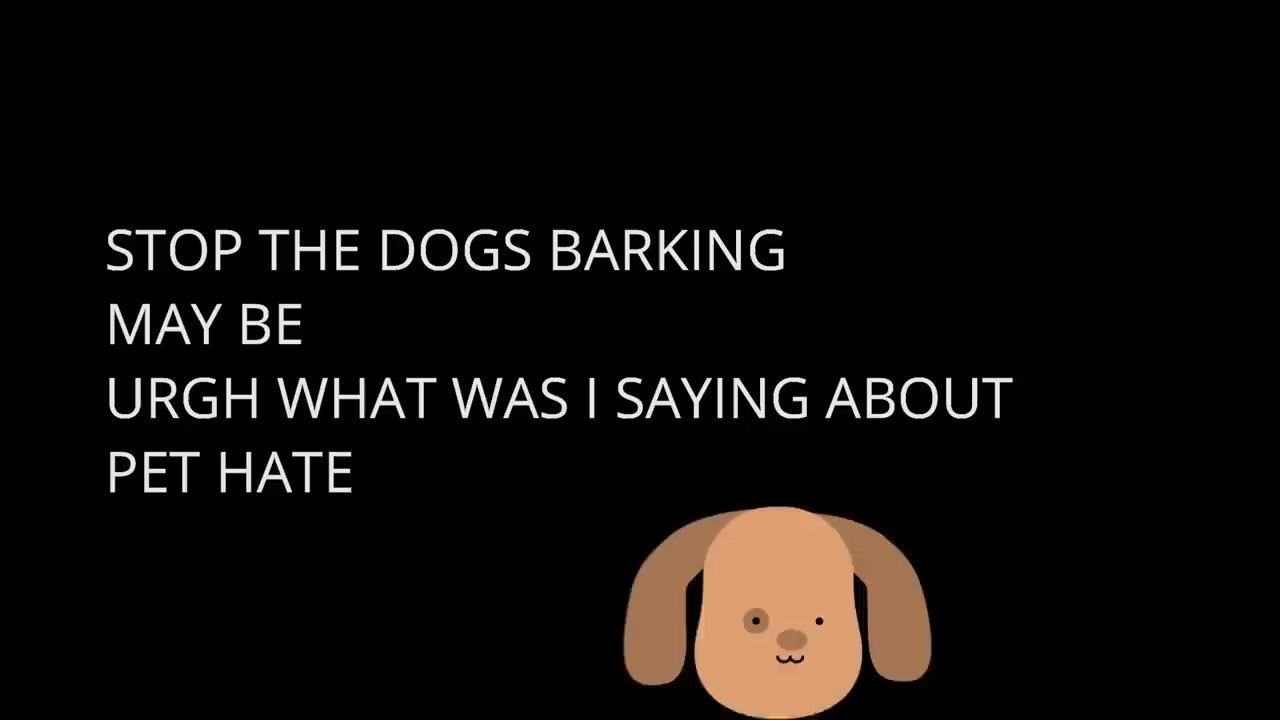 STOP THE DOGS BARKING
MAY BE
URGH WHAT WAS I SAYING ABOUT
PET HATE